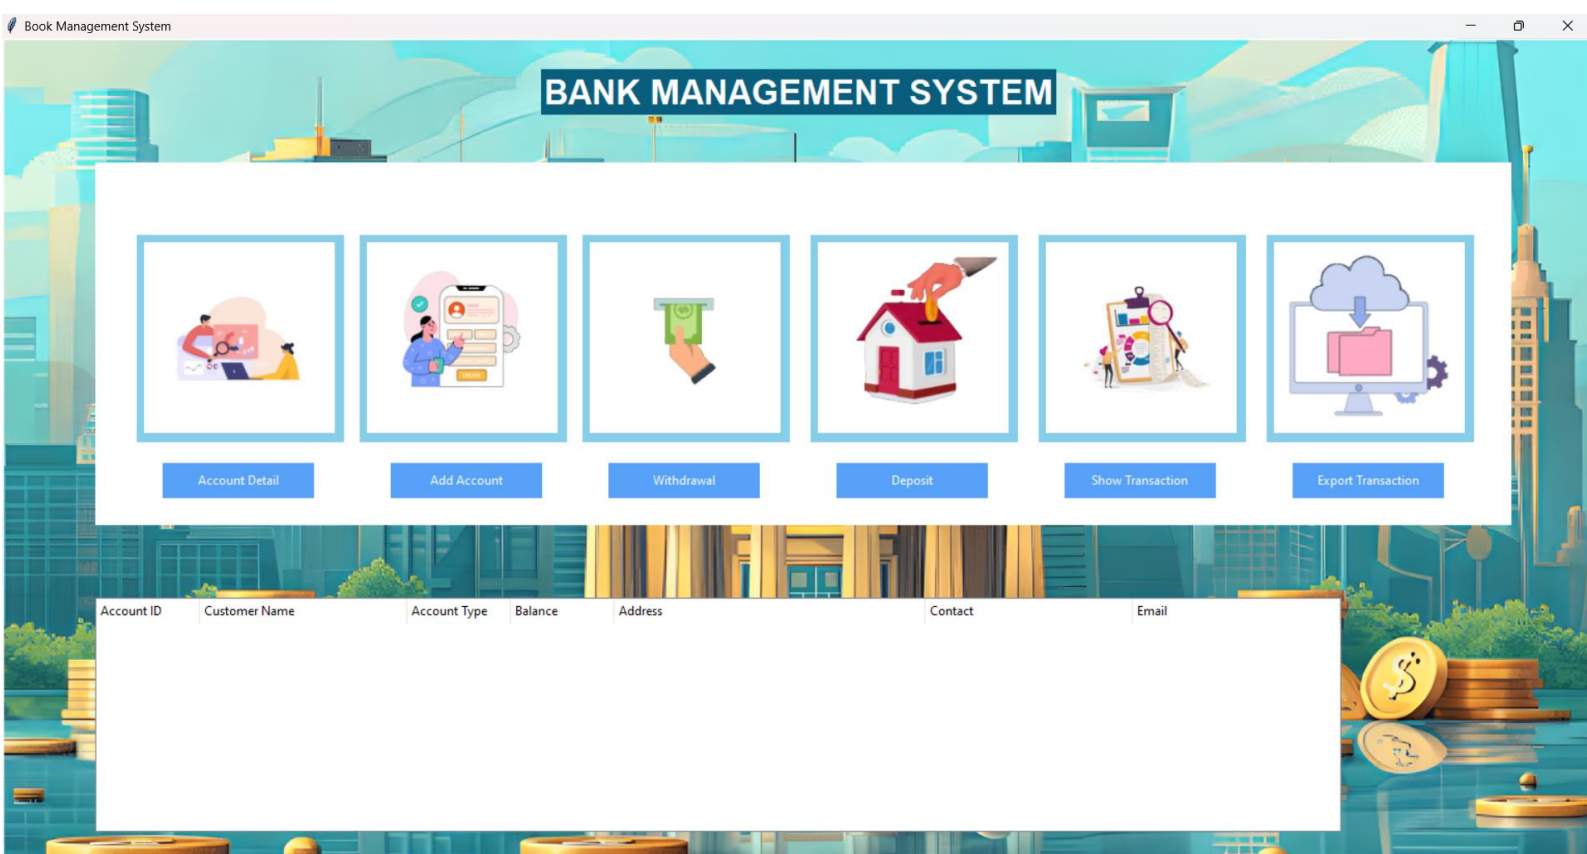 Book Management System
BANK MANAGEMENT SYSTEM
CREATE
Account Detail
Add Account
Withdrawal
Deposit
Show Transaction
Export Transaction
Account ID Customer Name Account Type Balance Address Contact Email